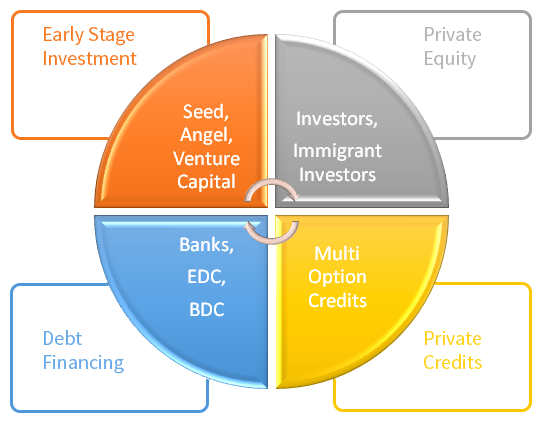 Early Stage
Investment
Private
Equity
Seed,
Angel,
Venture
Capital
Investors,
Immigrant
Investors
Banks,
EDC,
BDC
Multi
Option
Credits
Debt
Financing
Private
Credits